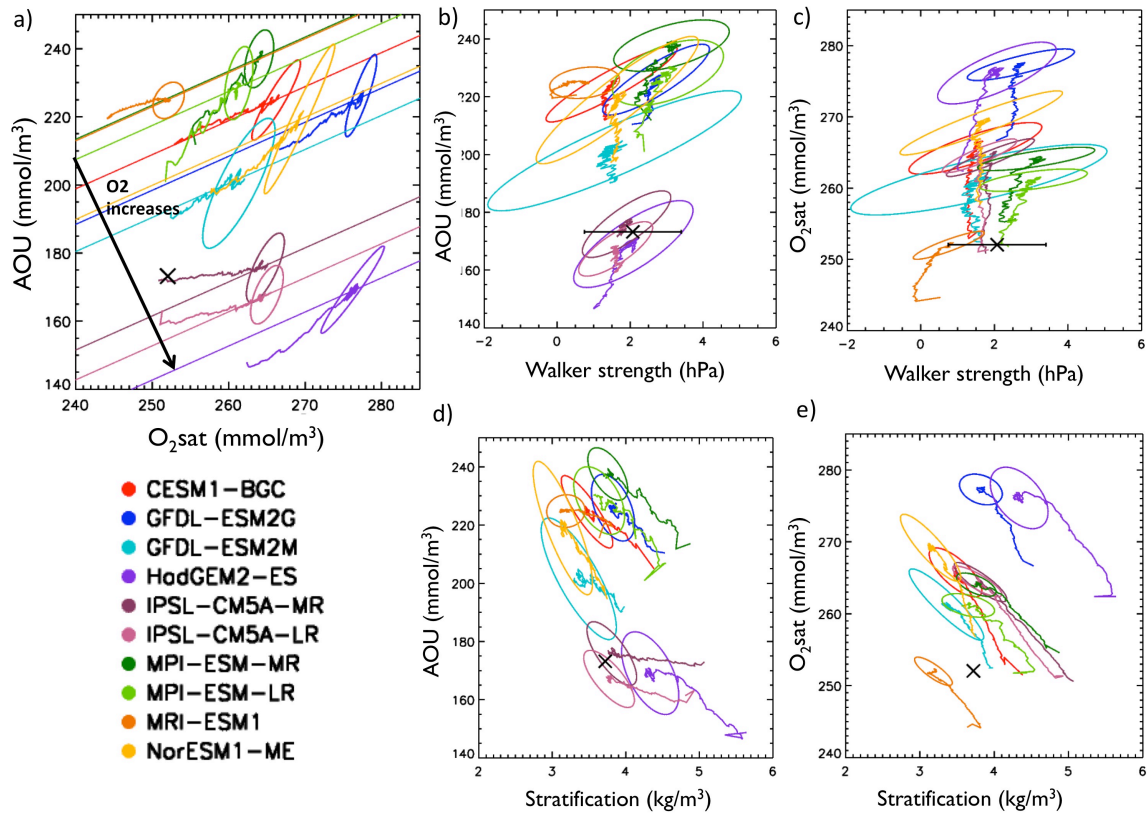 a)
260
240
220
200
180
160
140
AOU (mmol/m³)
O2
increases
240
250
260
270
280
O₂sat (mmol/m³)
b)
240
220
200
180
160
140
AOU (mmol/m³)
−2
0
2
4
6
Walker strength (hPa)
c)
280
270
260
250
240
O₂sat (mmol/m³)
−2
0
2
4
6
Walker strength (hPa)
CESM1−BGC
GFDL−ESM2G
GFDL−ESM2M
HadGEM2−ES
IPSL−CM5A−MR
IPSL−CM5A−LR
MPI−ESM−MR
MPI−ESM−LR
MRI−ESM1
NorESM1−ME
d)
240
220
200
180
160
140
AOU (mmol/m³)
2
3
4
5
6
Stratification (kg/m³)
e)
280
270
260
250
240
O₂sat (mmol/m³)
2
3
4
5
6
Stratification (kg/m³)